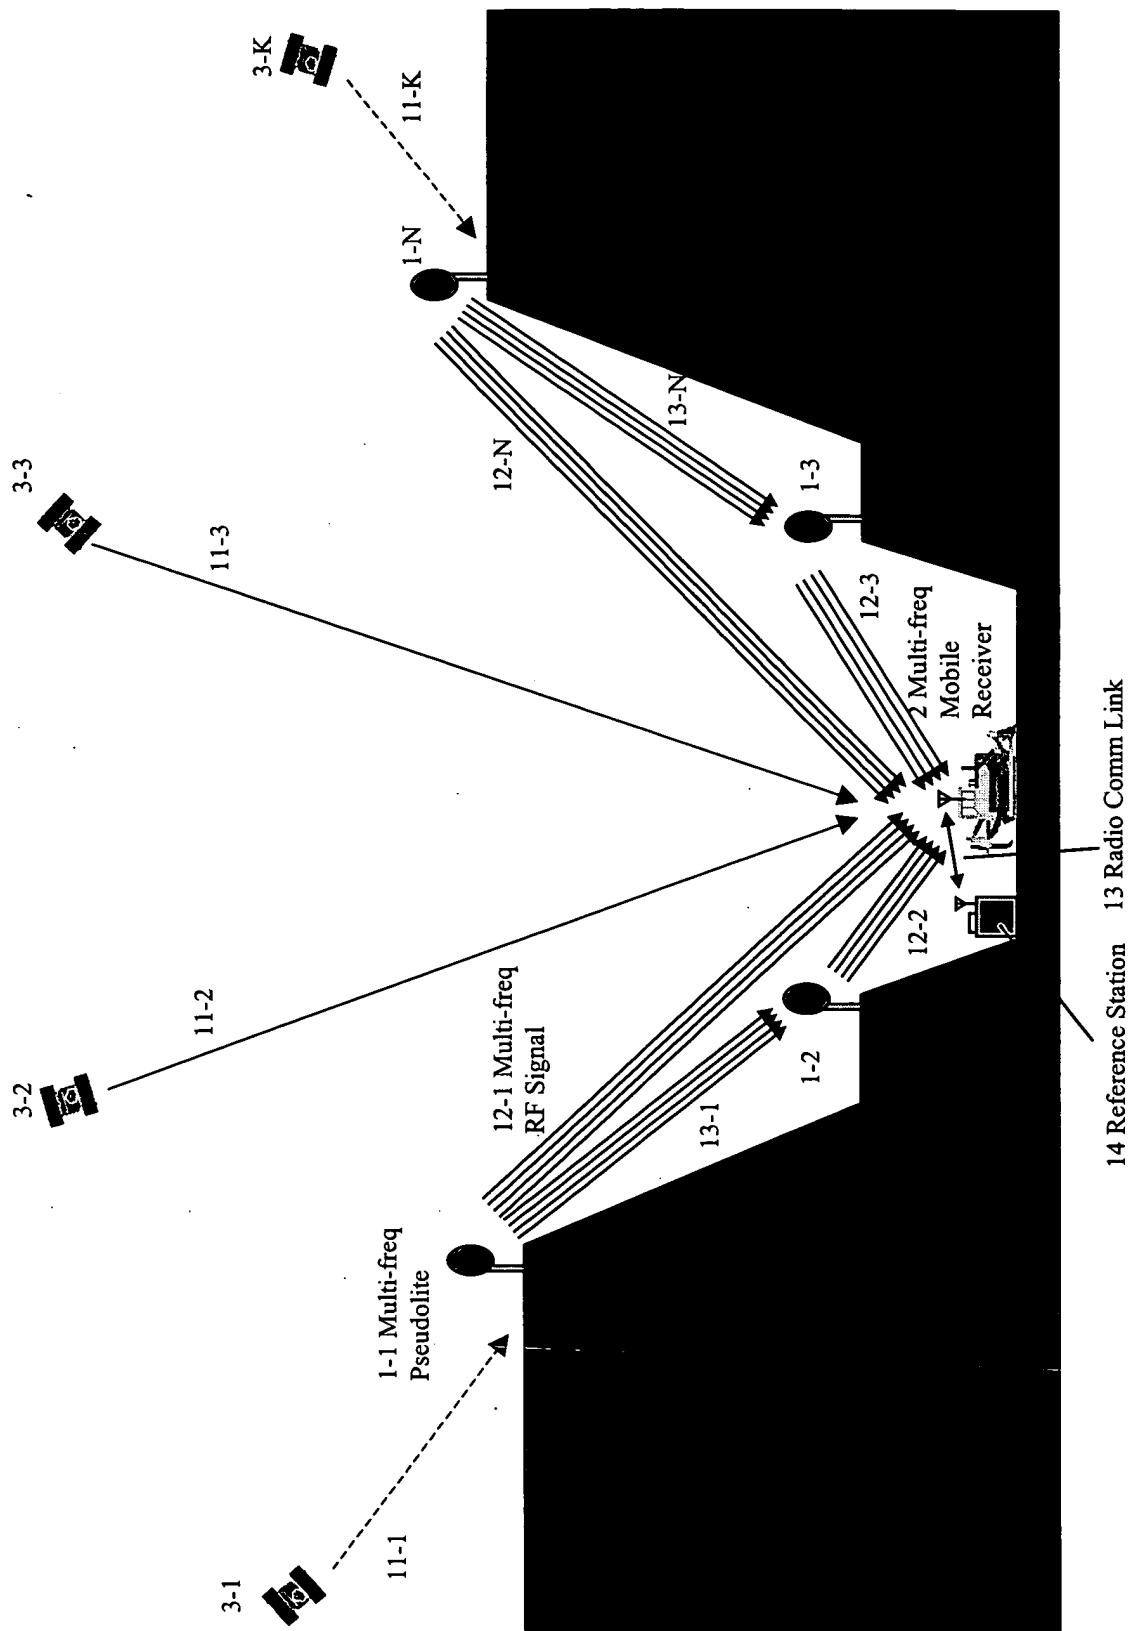 3-1
11-1
1-1 Multi-freq
Pseudolite
3-2
11-2
12-1 Multi-freq
RF Signal
13-1
1-2
12-2
3-3
11-3
12-N
13-N
1-3
12-3
2 Multi-freq
Mobile
Receiver
1-N
11-K
3-K
14 Reference Station
13 Radio Comm Link